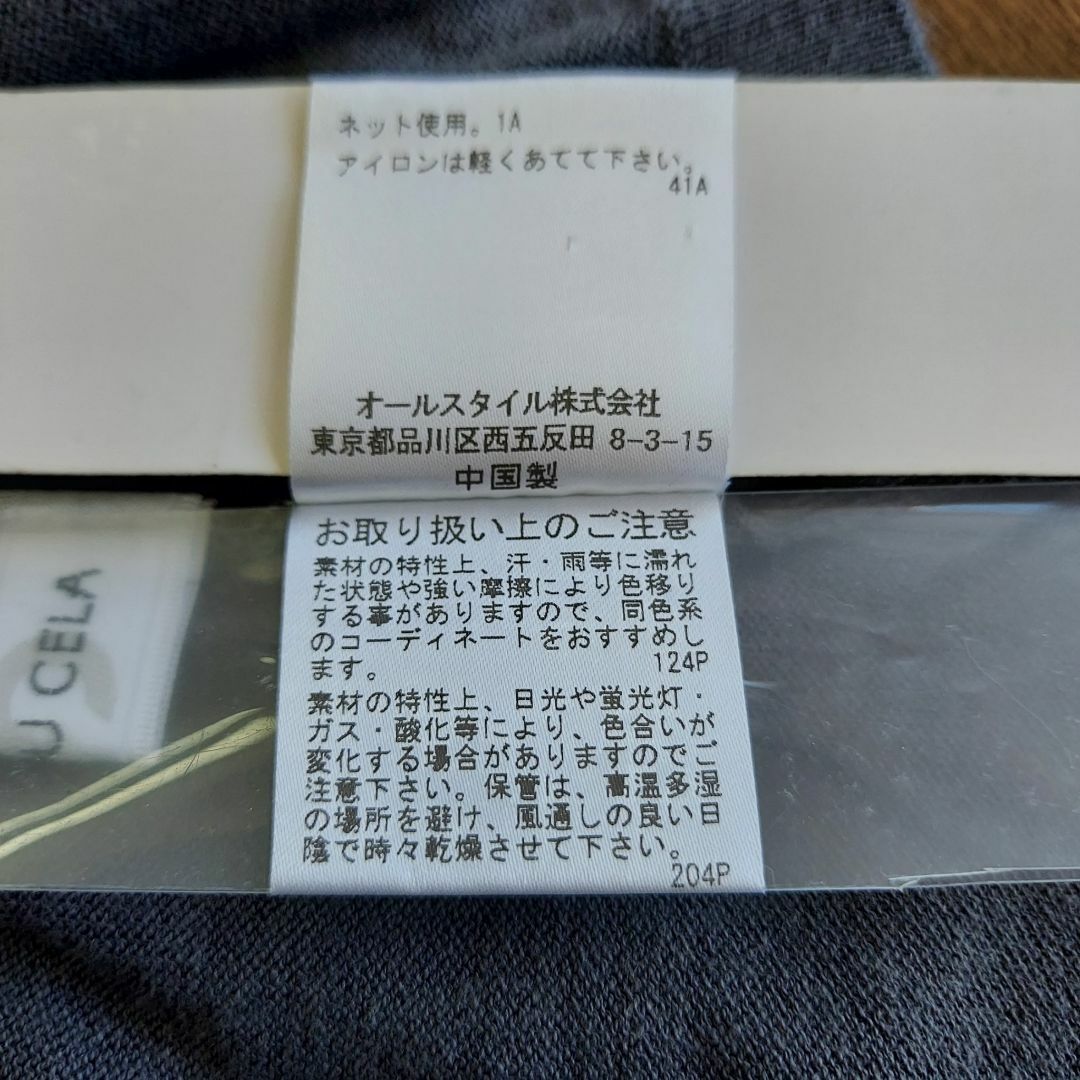 ネット使用。1A
アイロンは軽くあてて下さい。
41A
オールスタイル株式会社
東京都品川区西五反田 8-3-15
中国製
お取り扱い上のご注意
素材の特性上、汗・雨等に濡れ
た状態や強い摩擦により色移り
する事がありますので、同色系
のコーディネートをおすすめし
ます。
124P
素材の特性上、日光や蛍光灯・
ガス・酸化等により、色合いが
変化する場合がありますのでご
注意下さい。保管は、高温多湿
の場所を避け、風通しの良い日
陰で時々乾燥させて下さい。
204P
U CELA